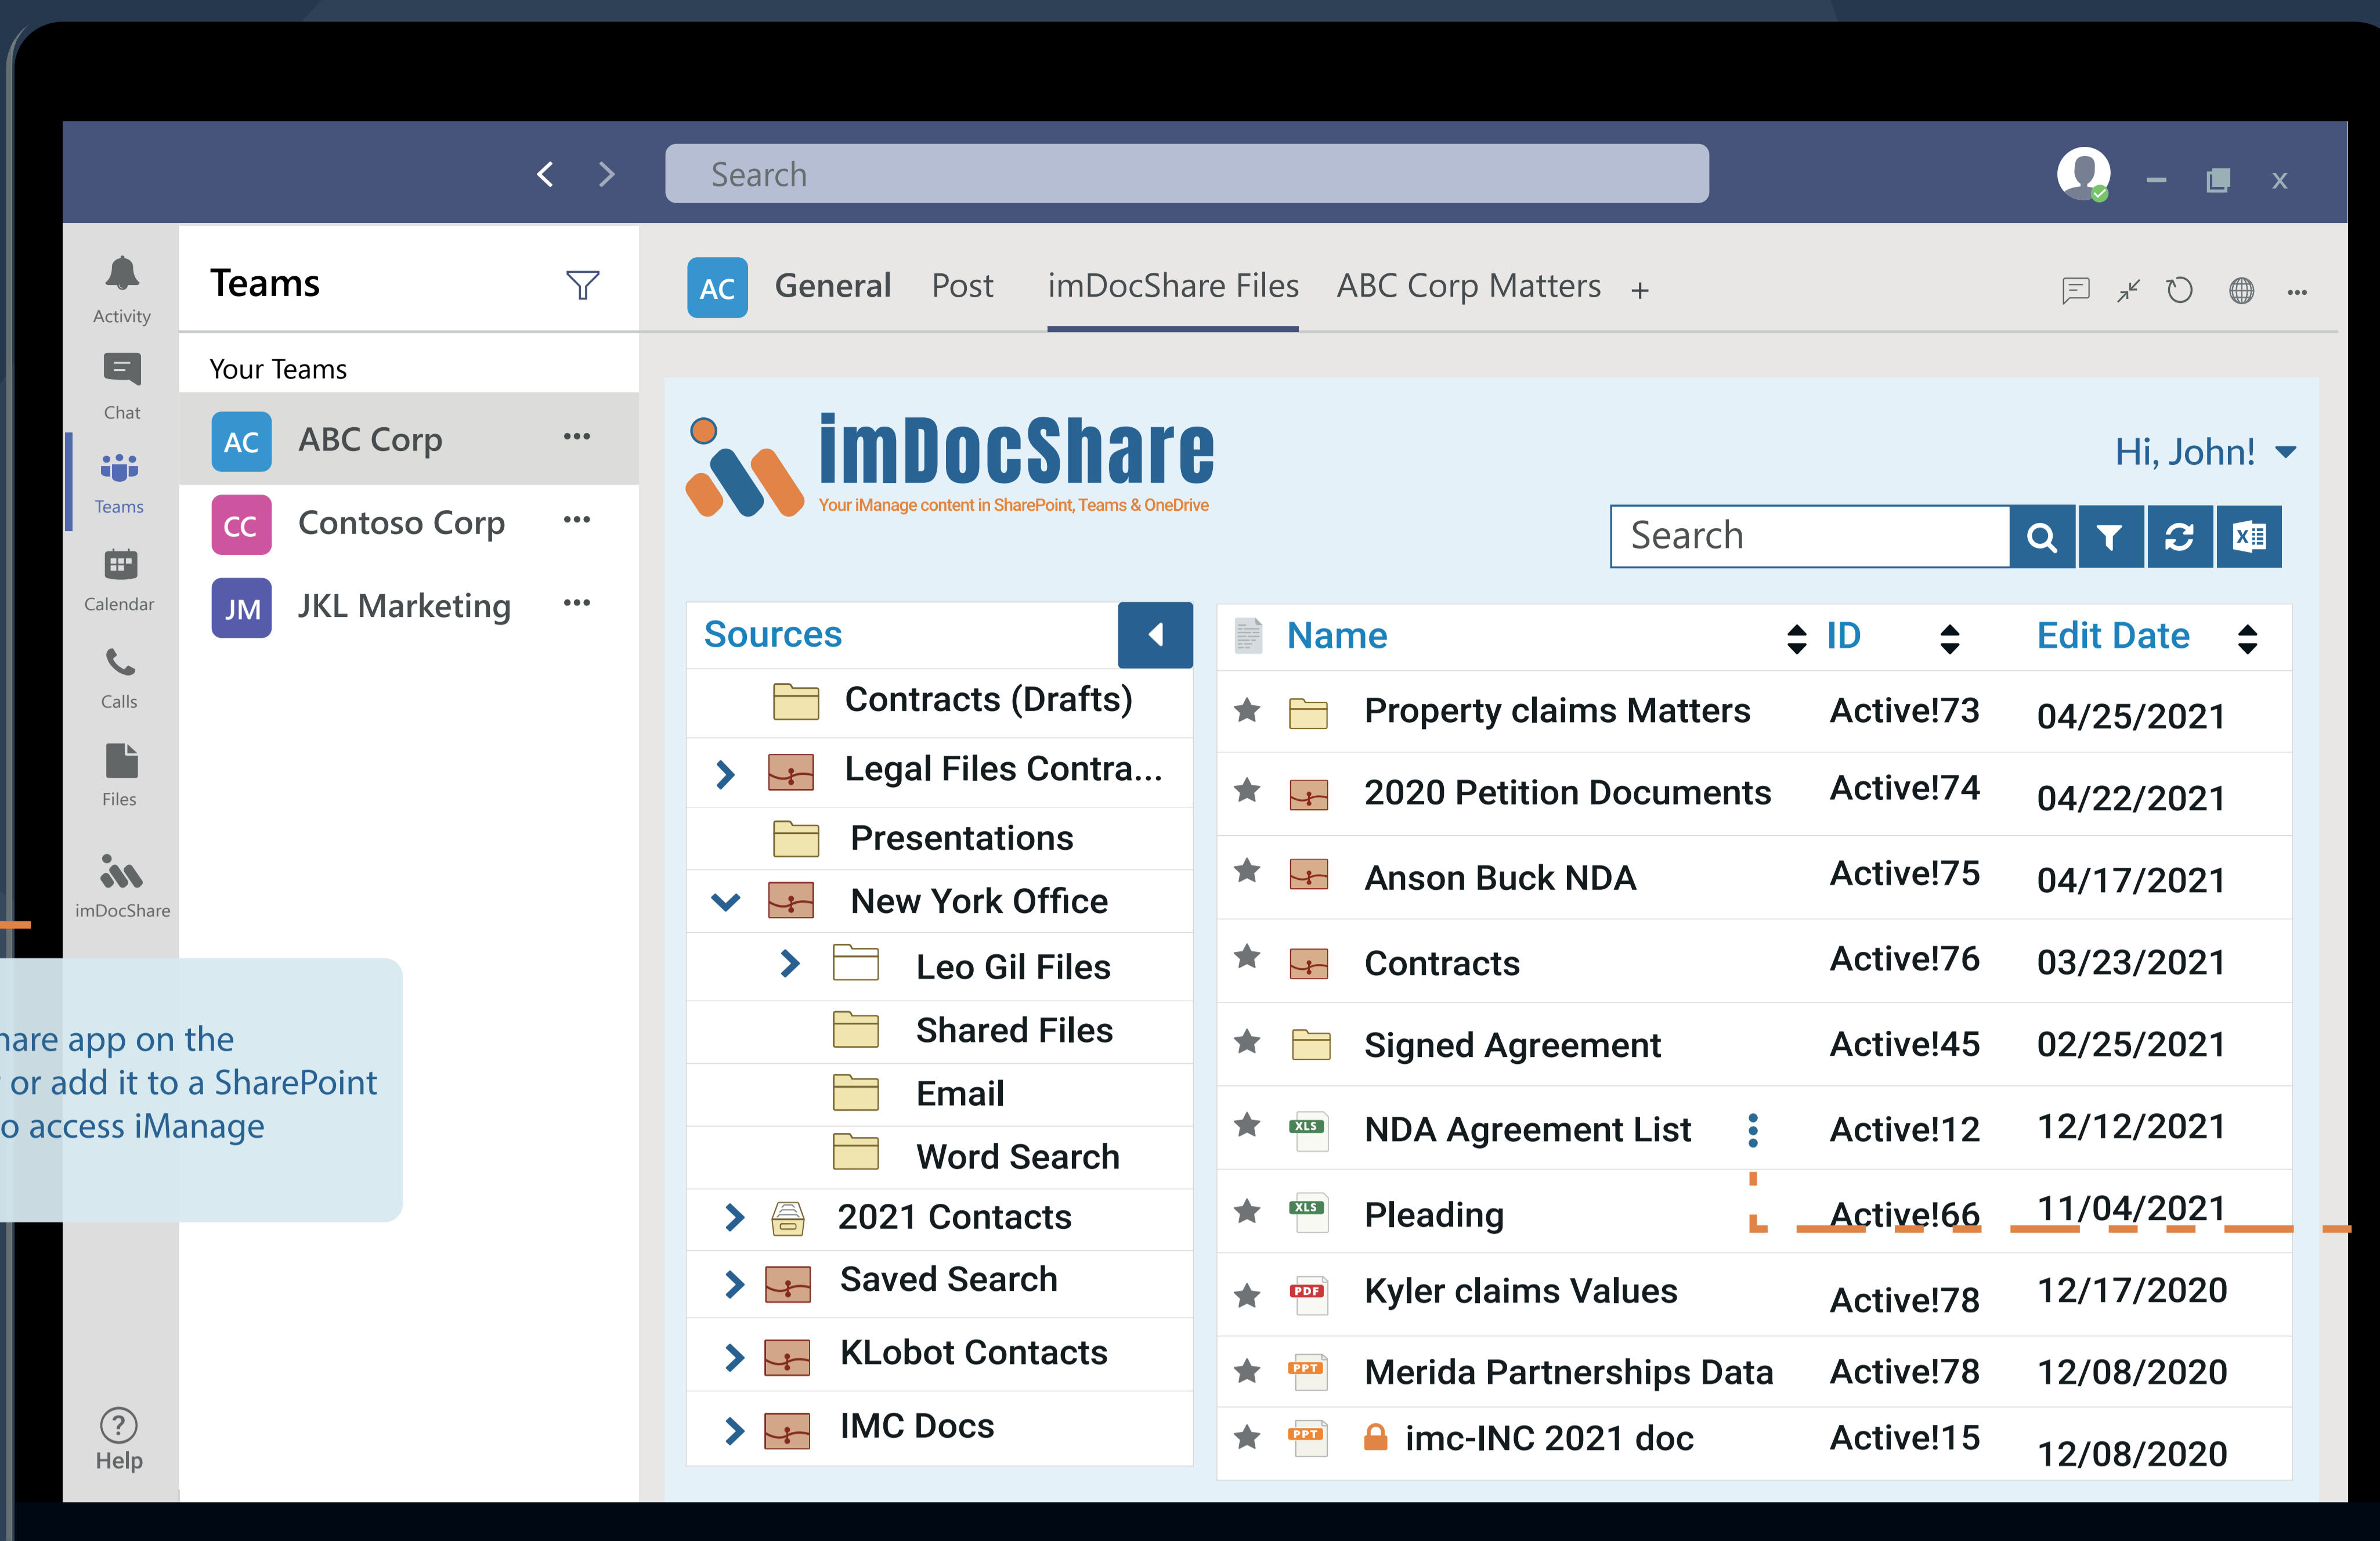 Search
Activity
Chat
Teams
Calendar
Calls
Files
imDocShare
Help
Teams
Your Teams
AC ABC Corp
CC Contoso Corp
JM JKL Marketing
AC General Post imDocShare Files ABC Corp Matters +
imDocShare
Your iManage content in SharePoint, Teams & OneDrive
Hi, John!
Search
Sources
Contracts (Drafts)
Legal Files Contra...
Presentations
New York Office
Leo Gil Files
Shared Files
Email
Word Search
2021 Contacts
Saved Search
KLobot Contacts
IMC Docs
Name ID Edit Date
Property claims Matters Active!73 04/25/2021
2020 Petition Documents Active!74 04/22/2021
Anson Buck NDA Active!75 04/17/2021
Contracts Active!76 03/23/2021
Signed Agreement Active!45 02/25/2021
XLS NDA Agreement List Active!12 12/12/2021
XLS Pleading Active!66 11/04/2021
PDF Kyler claims Values Active!78 12/17/2020
PPT Merida Partnerships Data Active!78 12/08/2020
PPT imc-INC 2021 doc Active!15 12/08/2020
app on the
or add it to a SharePoint
access iManage